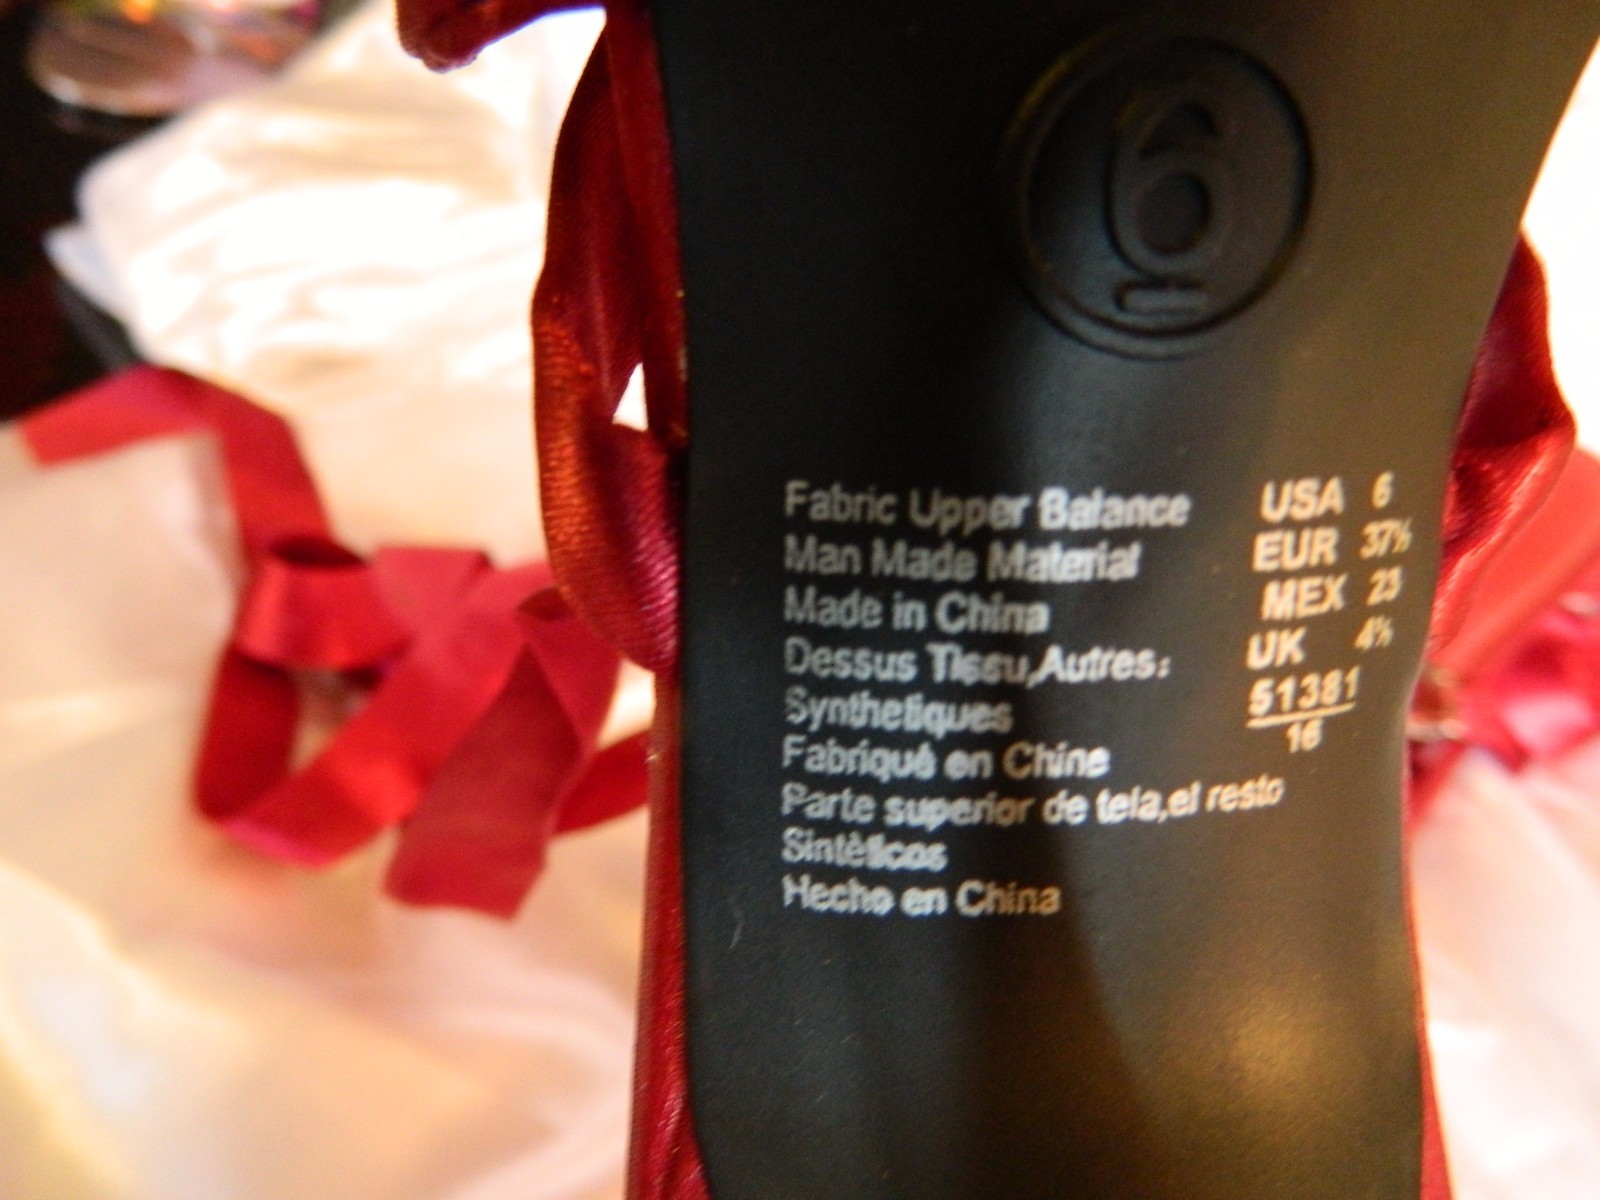 6
Fabric Upper Balance
Man Made Material
Made in China
Dessus Tissu,Autres:
Synthetiques
Fabriqué en Chine
Parte superior de tela,el resto
Sintèticos
Hecho en China
USA 6
EUR 37½
MEX 23
UK 4½
51381
16